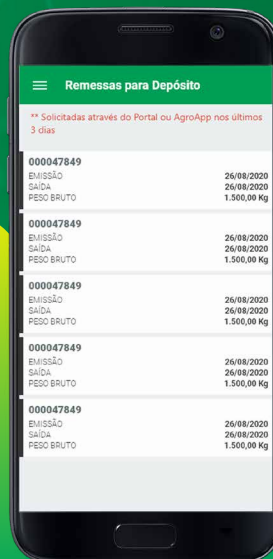 Remessas para Depósito
** Solicitadas através do Portal ou AgroApp nos últimos
3 dias
000047849
EMISSÃO 26/08/2020
SAÍDA 26/08/2020
PESO BRUTO 1.500,00 Kg
000047849
EMISSÃO 26/08/2020
SAÍDA 26/08/2020
PESO BRUTO 1.500,00 Kg
000047849
EMISSÃO 26/08/2020
SAÍDA 26/08/2020
PESO BRUTO 1.500,00 Kg
000047849
EMISSÃO 26/08/2020
SAÍDA 26/08/2020
PESO BRUTO 1.500,00 Kg
000047849
EMISSÃO 26/08/2020
SAÍDA 26/08/2020
PESO BRUTO 1.500,00 Kg